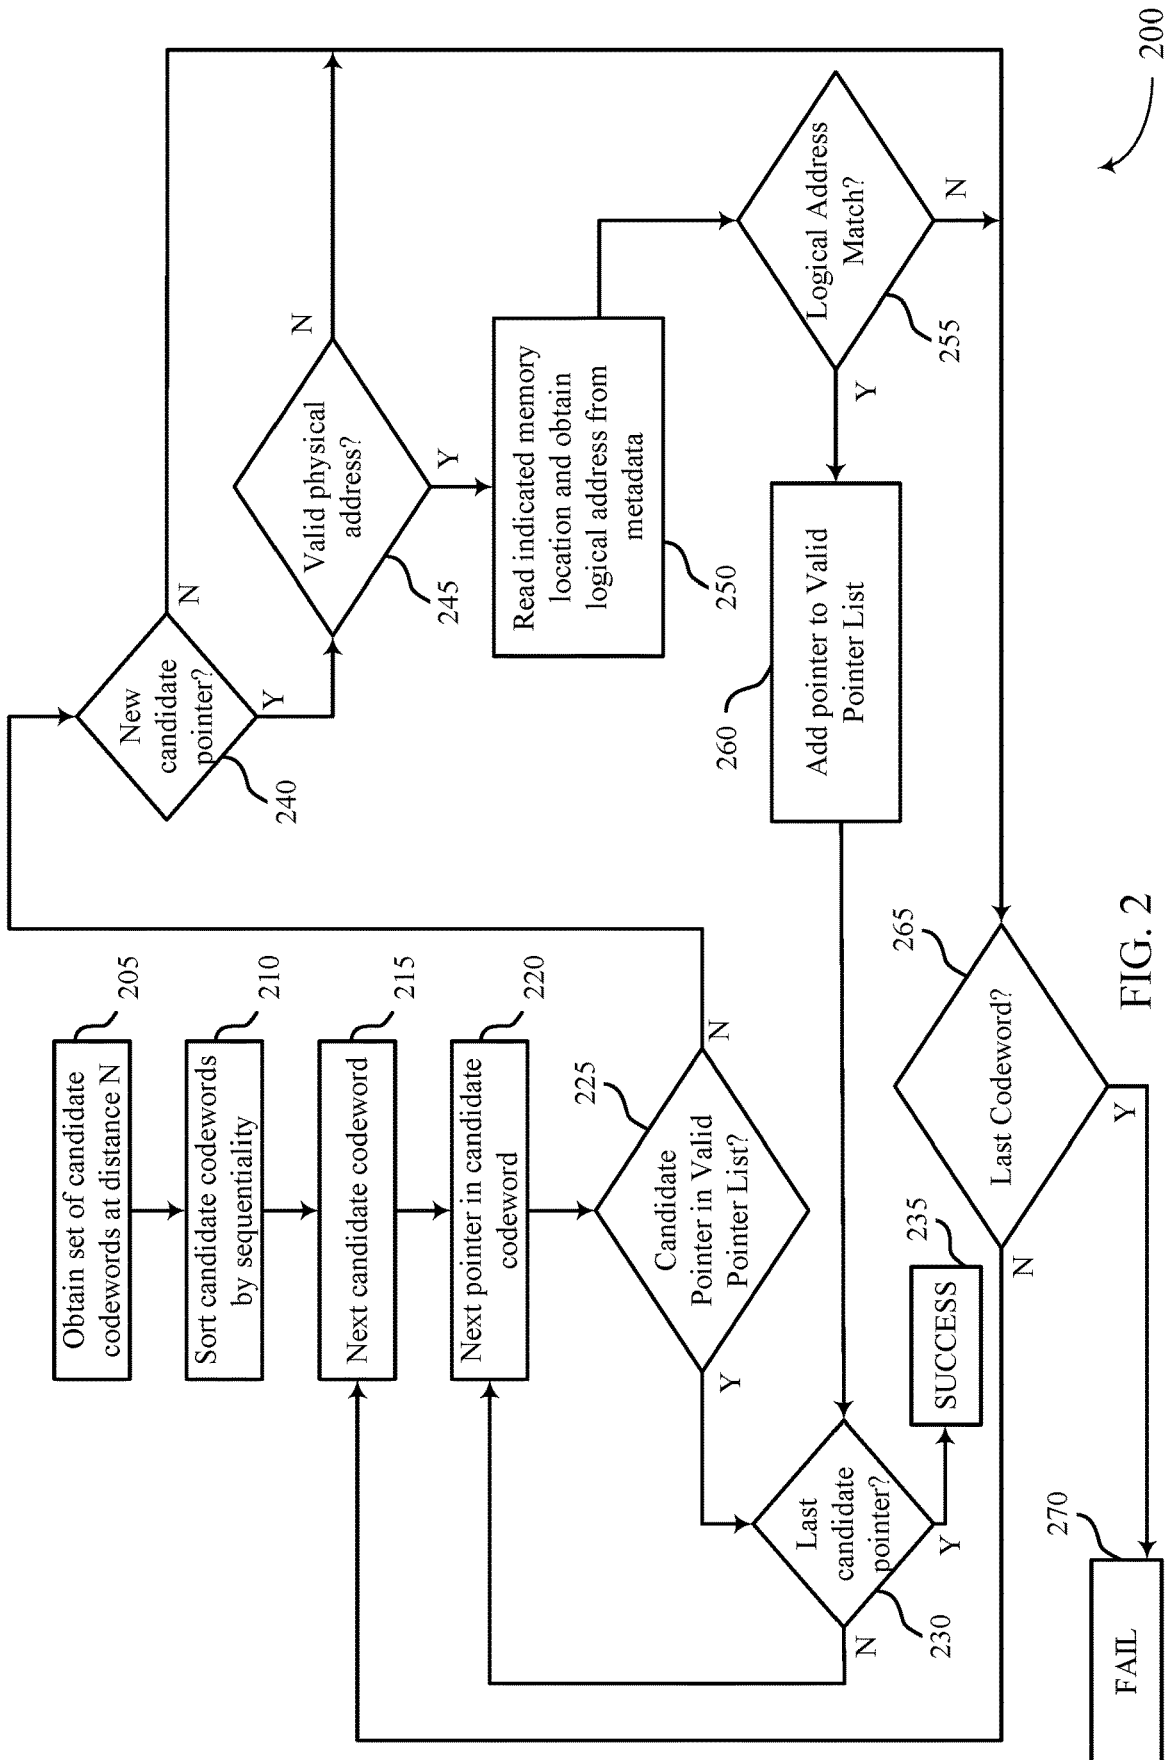 Obtain set of candidate
codewords at distance N
205
Sort candidate codewords
by sequentiality
210
Next candidate codeword
215
Next pointer in candidate
codeword
220
Candidate
Pointer in Valid
Pointer List?
225
Y
N
Last
candidate
pointer?
230
N
Y
SUCCESS
235
New
candidate
pointer?
240
N
Y
Valid physical
address?
245
N
Y
Read indicated memory
location and obtain
logical address from
metadata
250
Logical Address
Match?
255
Y
N
Add pointer to Valid
Pointer List
260
Last Codeword?
265
N
Y
FAIL
270
FIG. 2
200